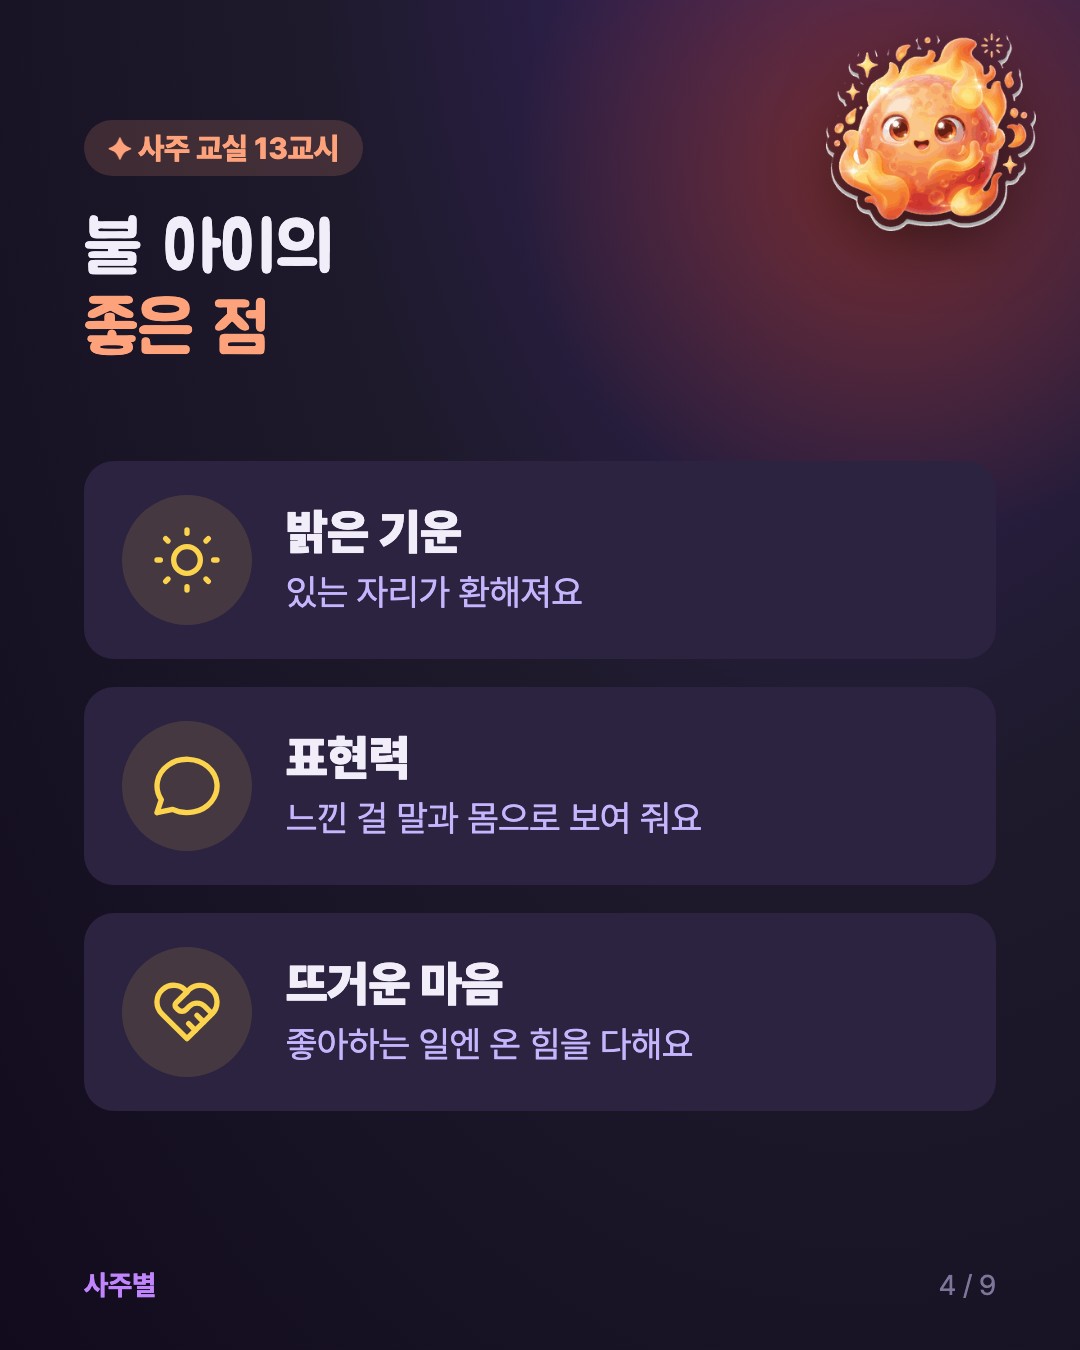 사주 교실 13교시
불 아이의
좋은 점
밝은 기운
있는 자리가 환해져요
표현력
느낀 걸 말과 몸으로 보여 줘요
뜨거운 마음
좋아하는 일엔 온 힘을 다해요
사주별
4 / 9